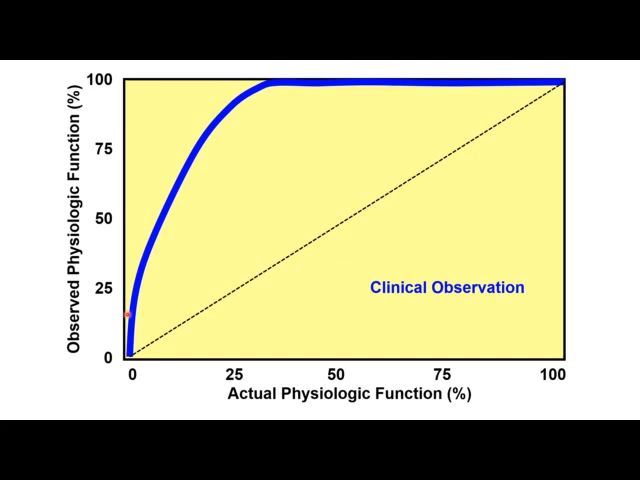 Observed Physiologic Function (%)
100
75
50
25
0
Clinical Observation
0 25 50 75 100
Actual Physiologic Function (%)